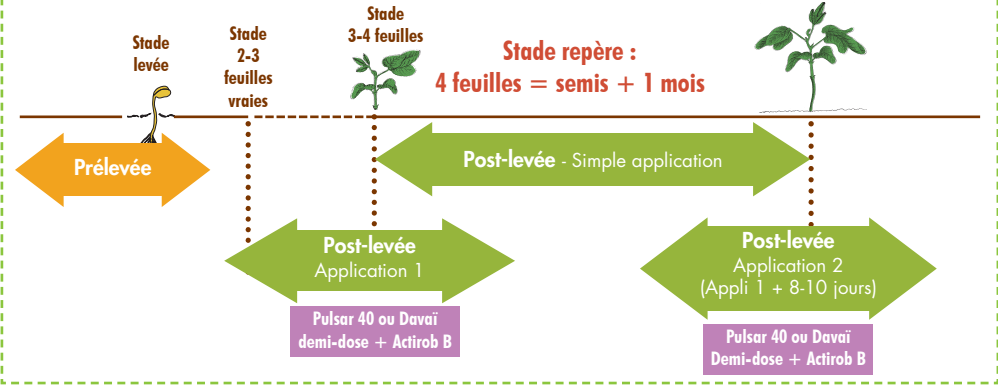 Stade
levée
Stade
2-3
feuilles
vraies
Stade
3-4 feuilles
Stade repère :
4 feuilles = semis + 1 mois
Prélevée
Post-levée - Simple application
Post-levée
Application 1
Pulsar 40 ou Davaï
demi-dose + Actirob B
Post-levée
Application 2
(Appli 1 + 8-10 jours)
Pulsar 40 ou Davaï
Demi-dose + Actirob B